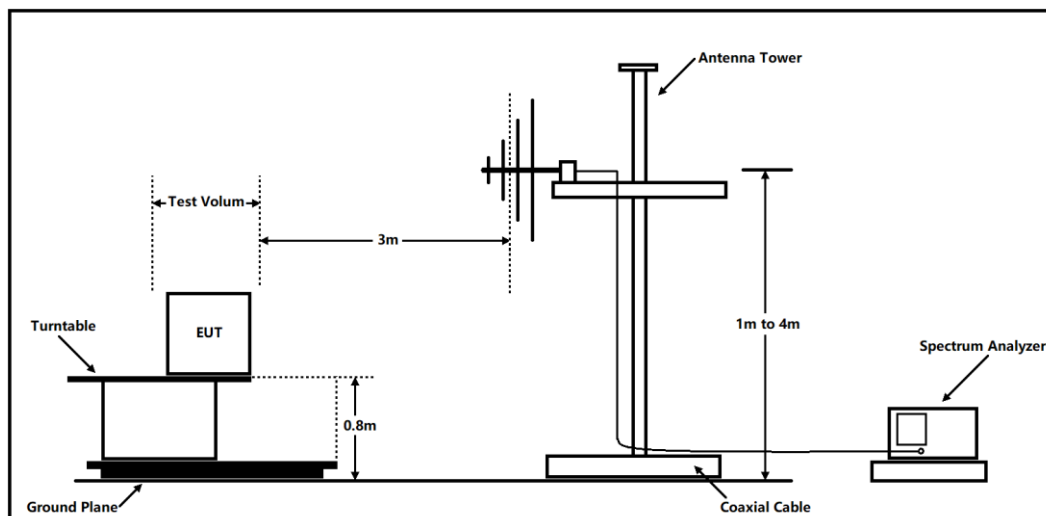 Antenna Tower
Test Volum
3m
EUT
Turntable
1m to 4m
Spectrum Analyzer
0.8m
Ground Plane
Coaxial Cable